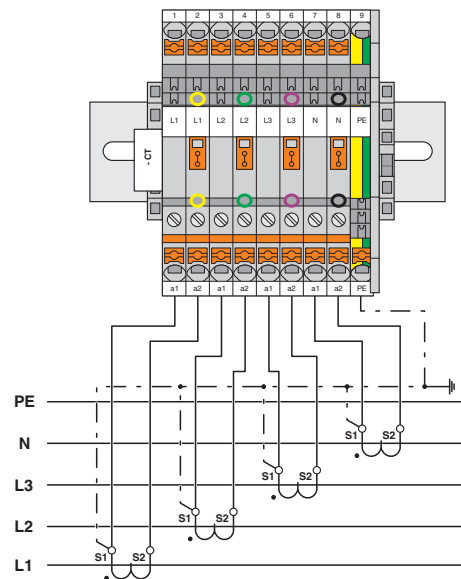 1 2 3 4 5 6 7 8 9
L1 L1 L2 L2 L3 L3 N N PE
- CT
a1 a2 a1 a2 a1 a2 a1 a2 PE
PE
S1 S2
N
S1 S2
L3
S1 S2
L2
S1 S2
L1